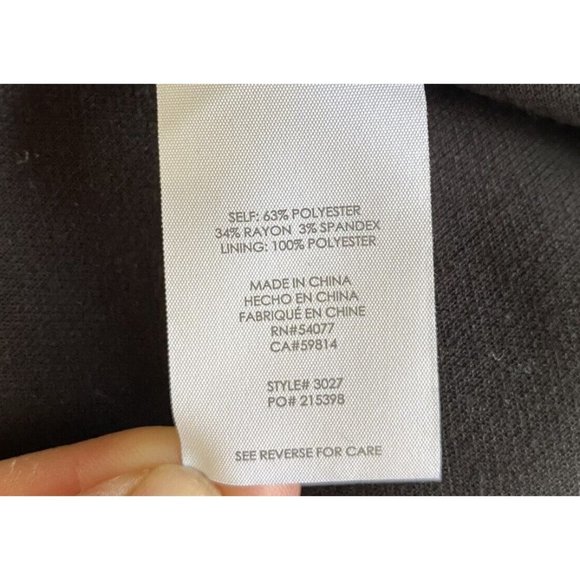 SELF: 63% POLYESTER
34% RAYON 3% SPANDEX
LINING: 100% POLYESTER
MADE IN CHINA
HECHO EN CHINA
FABRIQUÉ EN CHINE
RN#54077
CA#59814
STYLE# 3027
PO# 215398
SEE REVERSE FOR CARE